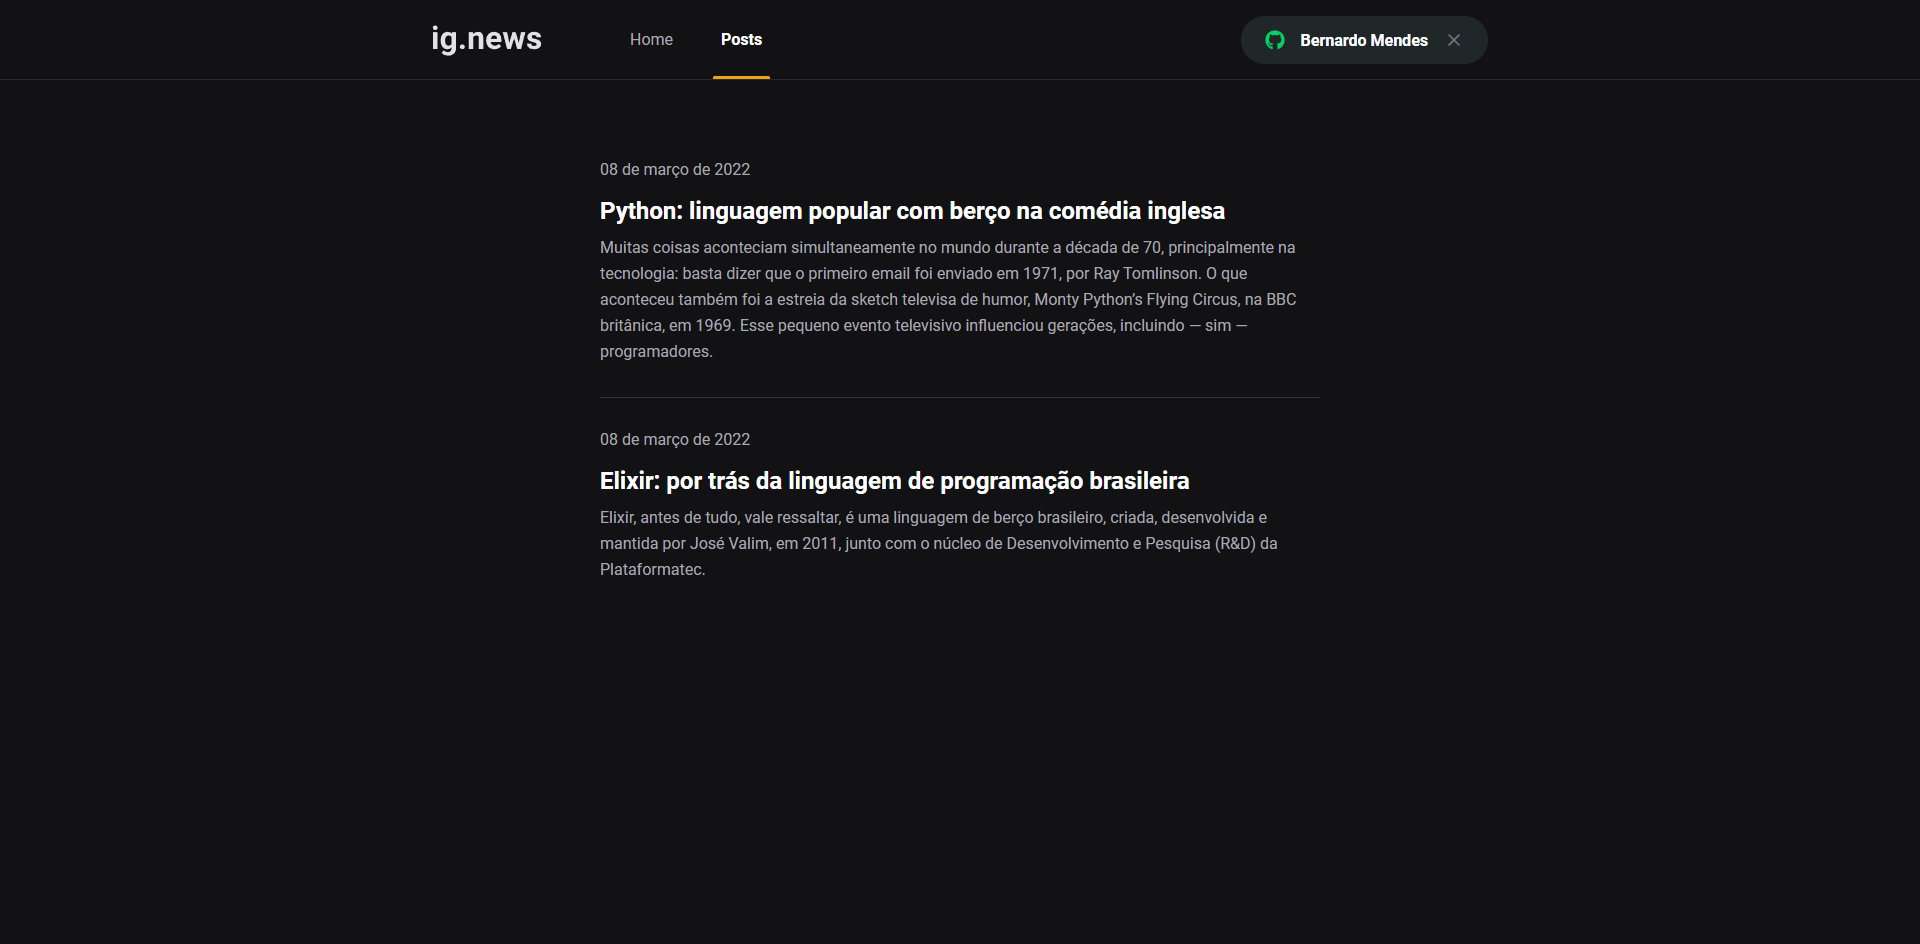 ig.news
Home
Posts
Bernardo Mendes
08 de março de 2022
Python: linguagem popular com berço na comédia inglesa
Muitas coisas aconteciam simultaneamente no mundo durante a década de 70, principalmente na
tecnologia: basta dizer que o primeiro email foi enviado em 1971, por Ray Tomlinson. O que
aconteceu também foi a estreia da sketch televisa de humor, Monty Python’s Flying Circus, na BBC
britânica, em 1969. Esse pequeno evento televisivo influenciou gerações, incluindo — sim —
programadores.
08 de março de 2022
Elixir: por trás da linguagem de programação brasileira
Elixir, antes de tudo, vale ressaltar, é uma linguagem de berço brasileiro, criada, desenvolvida e
mantida por José Valim, em 2011, junto com o núcleo de Desenvolvimento e Pesquisa (R&D) da
Plataformatec.